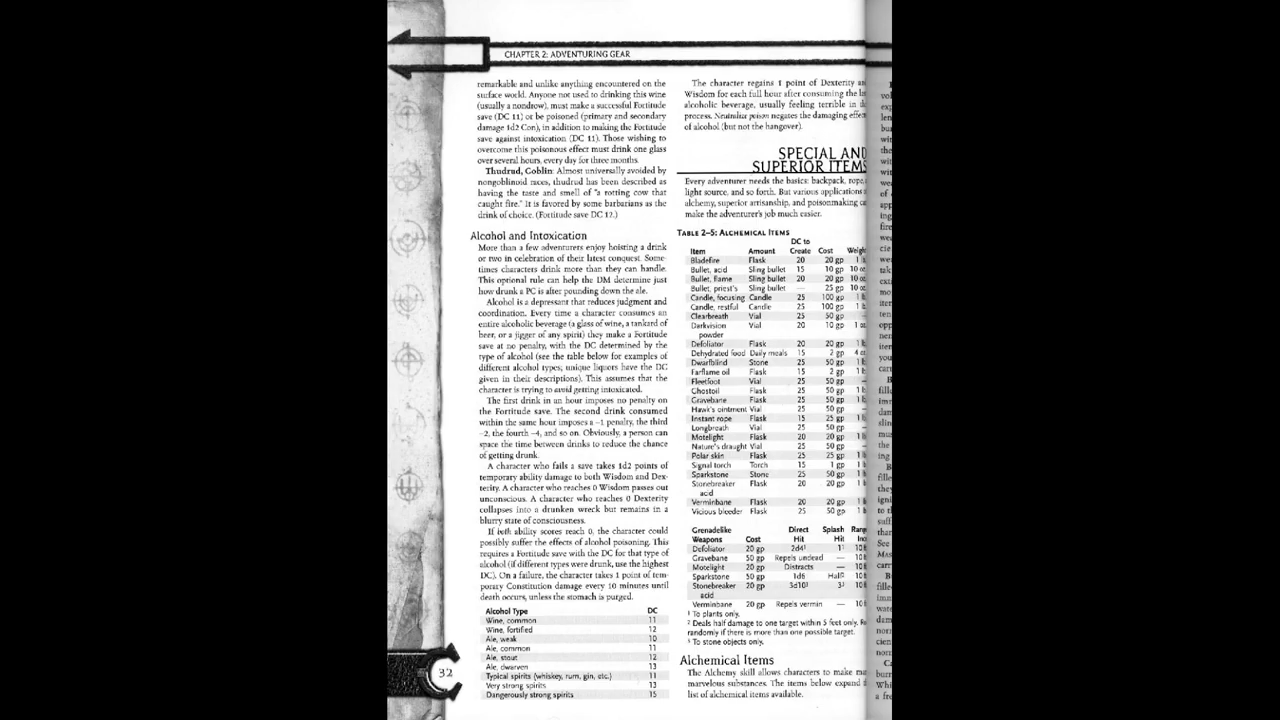 CHAPTER 2: ADVENTURING GEAR
remarkable and unlike anything encountered on the
surface world. Anyone not used to drinking this wine
(usually a nondrow), must make a successful Fortitude
save (DC 11) or be poisoned (primary and secondary
damage 1d2 Con), in addition to making the Fortitude
save against intoxication (DC 11). Those wishing to
overcome this poisonous effect must drink one glass
over several hours, every day for three months.
Thudrud, Goblin: Almost universally avoided by
nongoblinoid races, thudrud has been described as
having the taste and smell of "a rotting cow that
caught fire." It is favored by some barbarians as the
drink of choice. (Fortitude save DC 12.)
Alcohol and Intoxication
More than a few adventurers enjoy hoisting a drink
or two in celebration of their latest conquest. Some-
times characters drink more than they can handle.
This optional rule can help the DM determine just
how drunk a PC is after pounding down the ale.
Alcohol is a depressant that reduces judgment and
coordination. Every time a character consumes an
entire alcoholic beverage (a glass of wine, a tankard of
beer, or a jigger of any spirit) they make a Fortitude
save at no penalty, with the DC determined by the
type of alcohol (see the table below for examples of
different alcohol types; unique liquors have the DC
given in their descriptions). This assumes that the
character is trying to avoid getting intoxicated.
The first drink in an hour imposes no penalty on
the Fortitude save. The second drink consumed
within the same hour imposes a –1 penalty, the third
–2, the fourth –4, and so on. Obviously, a person can
space the time between drinks to reduce the chance
of getting drunk.
A character who fails a save takes 1d2 points of
temporary ability damage to both Wisdom and Dex-
terity. A character who reaches 0 Wisdom passes out
unconscious. A character who reaches 0 Dexterity
collapses into a drunken wreck but remains in a
blurry state of consciousness.
If both ability scores reach 0, the character could
possibly suffer the effects of alcohol poisoning. This
requires a Fortitude save with the DC for that type of
alcohol (if different types were drunk, use the highest
DC). On a failure, the character takes 1 point of tem-
porary Constitution damage every 10 minutes until
death occurs, unless the stomach is purged.
Alcohol Type DC
Wine, common 11
Wine, fortified 12
Ale, weak 10
Ale, common 11
Ale, stout 12
Ale, dwarven 13
Typical spirits (whiskey, rum, gin, etc.) 11
Very strong spirits 13
Dangerously strong spirits 15
32
The character regains 1 point of Dexterity
Wisdom for each full hour after consuming the
alcoholic beverage, usually feeling terrible in
process. Neutralize poison negates the damaging
of alcohol (but not the hangover).
SPECIAL AND
SUPERIOR ITEMS
Every adventurer needs the basics: backpack, rope,
light source, and so forth. But various applications
alchemy, superior artisanship, and poisonmaking
make the adventurer's job much easier.
TABLE 2–5: ALCHEMICAL ITEMS
DC to
Item Amount Create Cost
Bladefire Flask 20 20 gp 1
Bullet, acid Sling bullet 15 10 gp 10
Bullet, flame Sling bullet 20 20 gp 10
Bullet, priest's Sling bullet — 25 gp 10
Candle, focusing Candle 25 100 gp 1
Candle, restful Candle 25 100 gp 1
Clearbreath Vial 25 50 gp —
Darkvision Vial 20 10 gp 1
powder
Defoliator Flask 20 20 gp 1
Dehydrated food Daily meals 15 2 gp 4
Dwarfblind Stone 25 50 gp 1
Farflame oil Flask 15 2 gp 1
Fleetfoot Vial 25 50 gp —
Ghostoil Flask 25 50 gp 1
Gravebane Flask 25 50 gp 1
Hawk's ointment Vial 25 50 gp —
Instant rope Flask 15 25 gp 1
Longbreath Vial 25 50 gp —
Motelight Flask 20 20 gp 1
Nature's draught Vial 25 50 gp —
Polar skin Flask 25 25 gp 1
Signal torch Torch 15 1 gp 1
Sparkstone Stone 25 50 gp 1
Stonebreaker Flask 20 20 gp 1
acid
Verminbane Flask 20 20 gp 1
Vicious bleeder Flask 25 50 gp 1
Grenadelike Direct Splash
Weapons Cost Hit Hit
Defoliator 20 gp 2d4¹ 1¹ 10
Gravebane 50 gp Repels undead — 10
Motelight 20 gp Distracts — 10
Sparkstone 50 gp 1d6 Half² 10
Stonebreaker 20 gp 3d10³ 3³ 10
acid
Verminbane 20 gp Repels vermin — 10
¹ To plants only.
² Deals half damage to one target within 5 feet only.
randomly if there is more than one possible target.
³ To stone objects only.
Alchemical Items
The Alchemy skill allows characters to make
marvelous substances. The items below expand
list of alchemical items available.